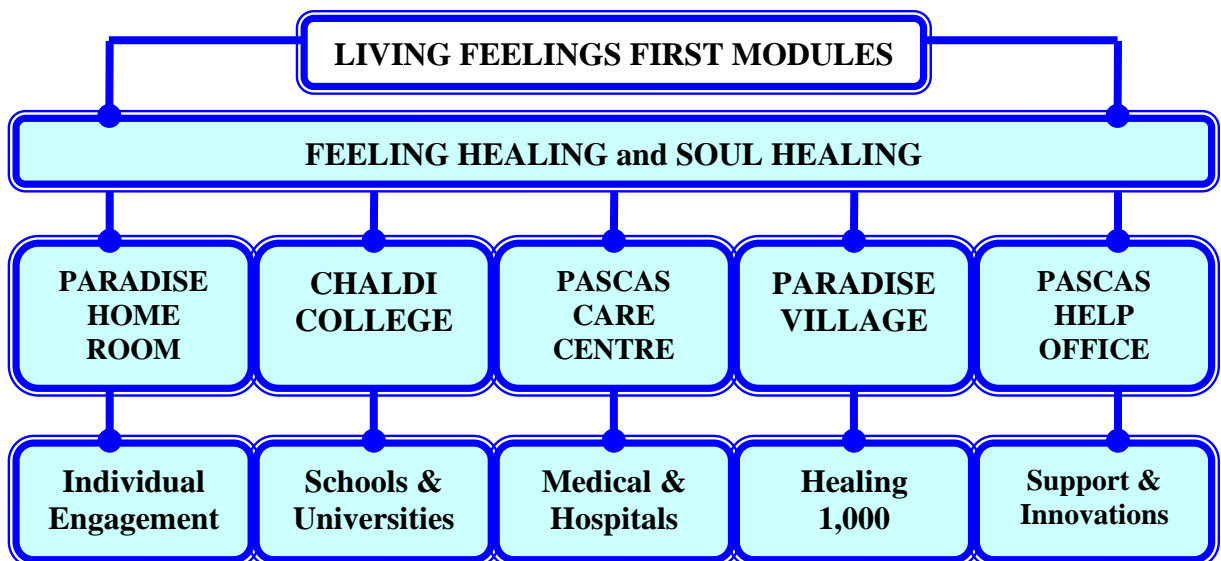 LIVING FEELINGS FIRST MODULES
FEELING HEALING and SOUL HEALING
PARADISE
HOME
ROOM
CHALDI
COLLEGE
PASCAS
CARE
CENTRE
PARADISE
VILLAGE
PASCAS
HELP
OFFICE
Individual
Engagement
Schools &
Universities
Medical &
Hospitals
Healing
1,000
Support &
Innovations